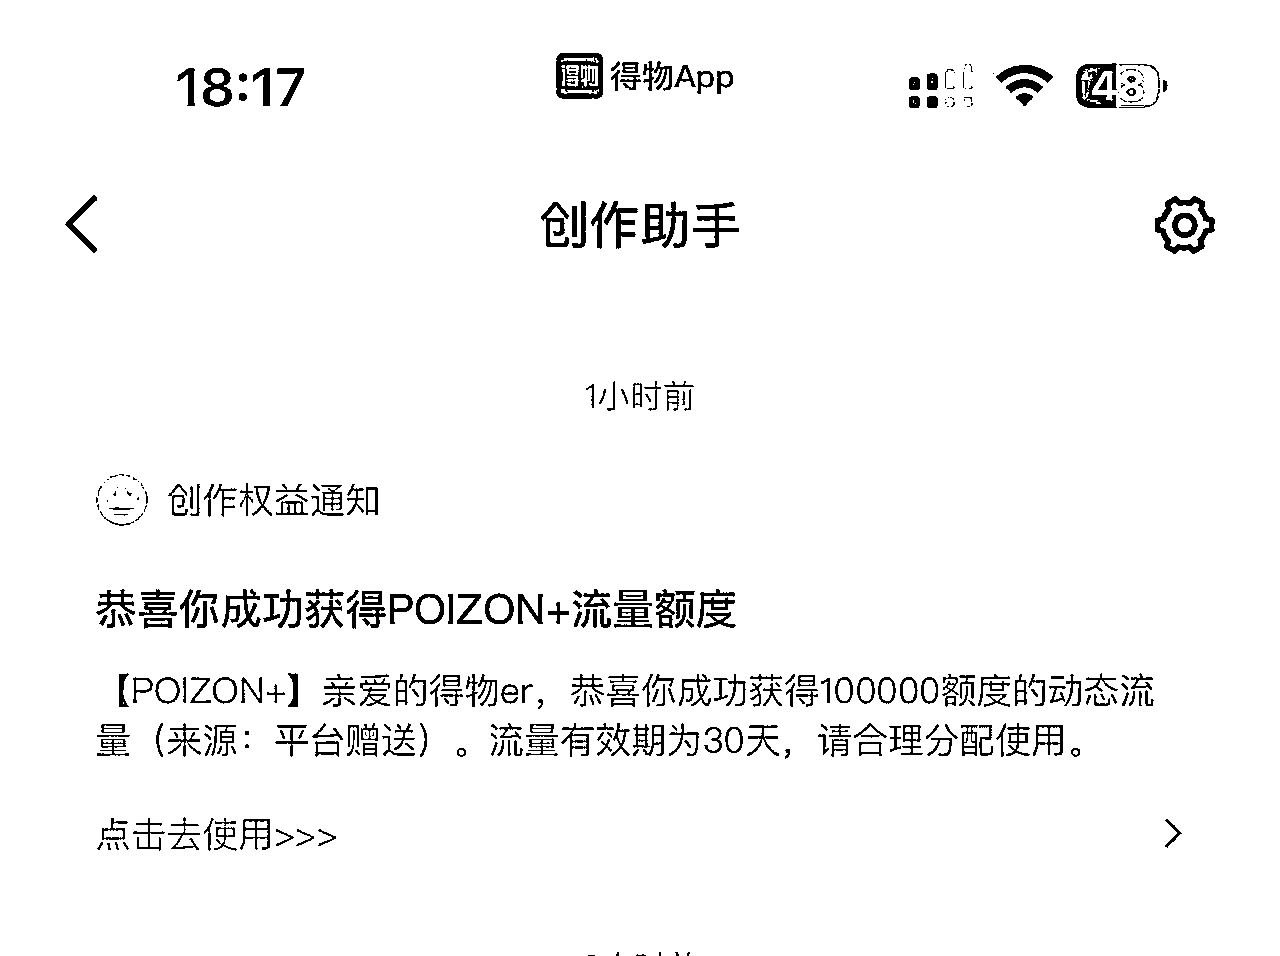 18:17
得物App
48
创作助手
1小时前
创作权益通知
恭喜你成功获得POIZON+流量额度
【POIZON+】亲爱的得物er，恭喜你成功获得100000额度的动态流
量（来源：平台赠送）。流量有效期为30天，请合理分配使用。
点击去使用>>>